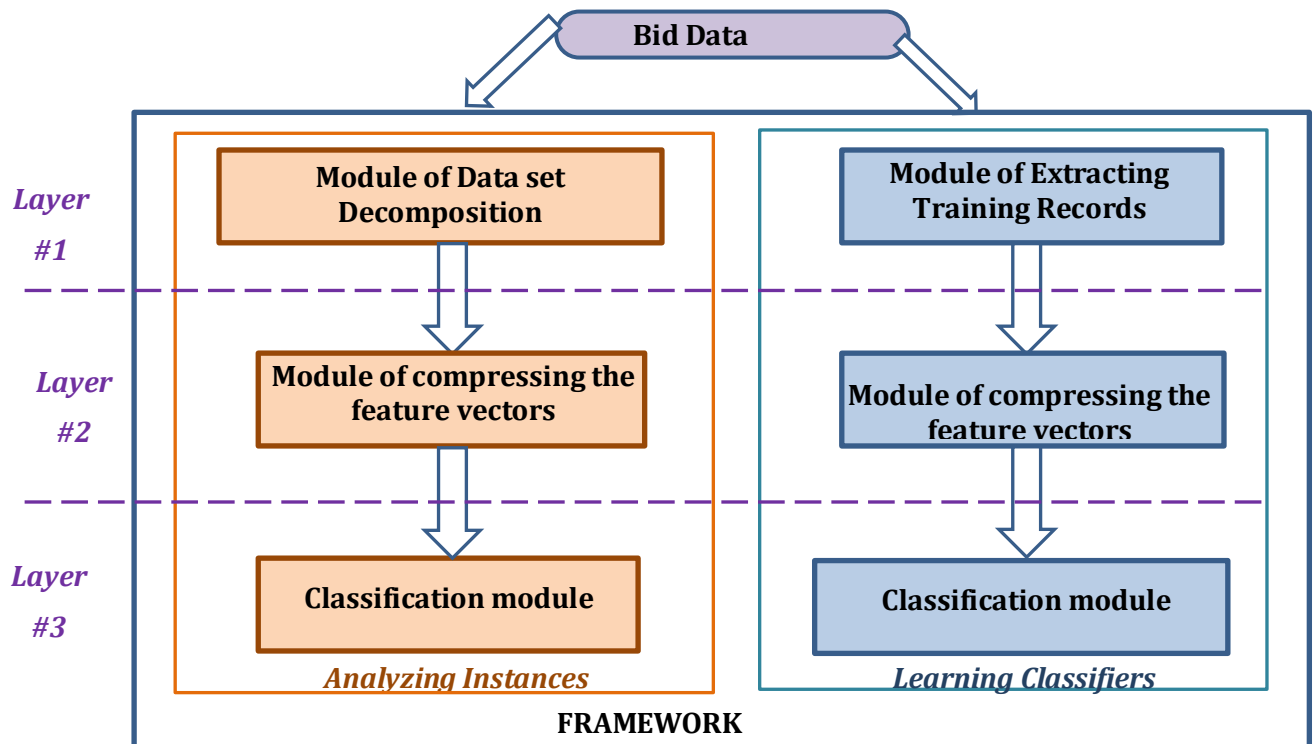 Bid Data
Layer
#1
Module of Data set
Decomposition
Module of Extracting
Training Records
Layer
#2
Module of compressing the
feature vectors
Module of compressing the
feature vectors
Layer
#3
Classification module
Classification module
Analyzing Instances
Learning Classifiers
FRAMEWORK